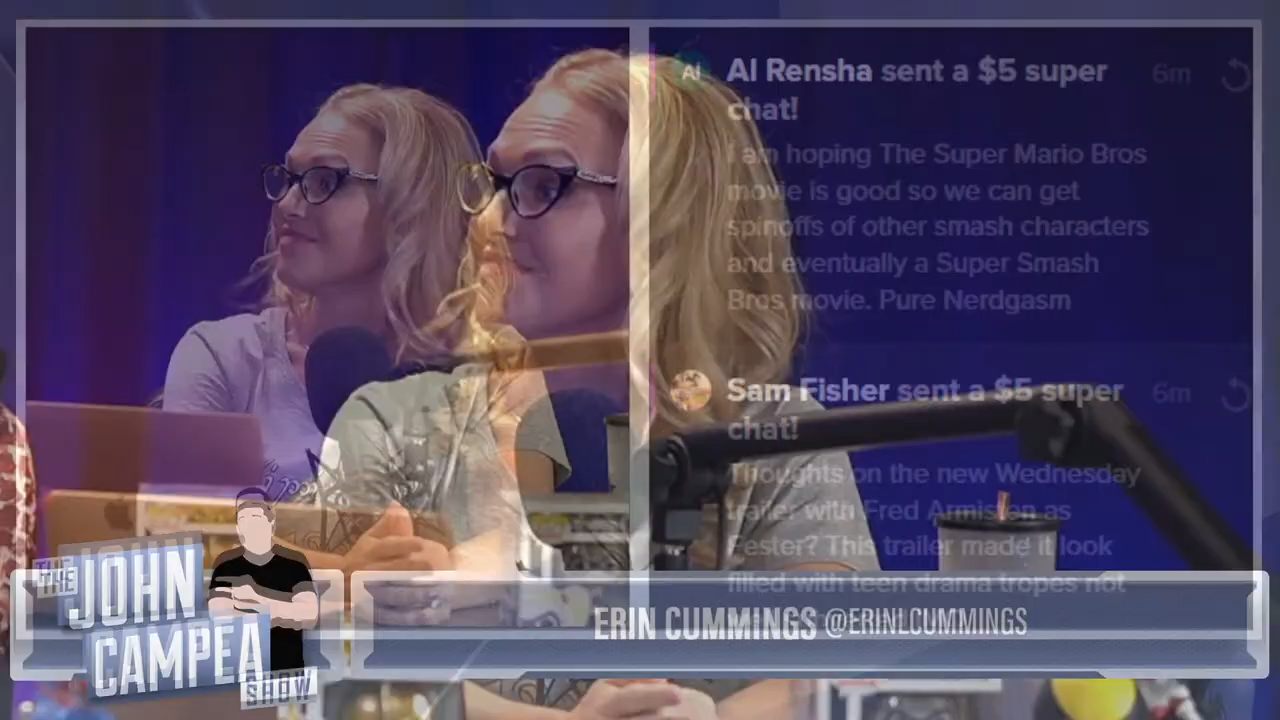 AI
AI Rensha sent a $5 super
6m
chat!
I am hoping The Super Mario Bros
movie is good so we can get
spinoffs of other smash characters
and eventually a Super Smash
Bros movie. Pure Nerdgasm
Sam Fisher sent a $5 super
6m
chat!
Thoughts on the new Wednesday
trailer with Fred Armisten as
Fester? This trailer made it look
filled with teen drama tropes not
THE
JOHN
CAMPEA
SHOW
ERIN CUMMINGS @ERINLCUMMINGS